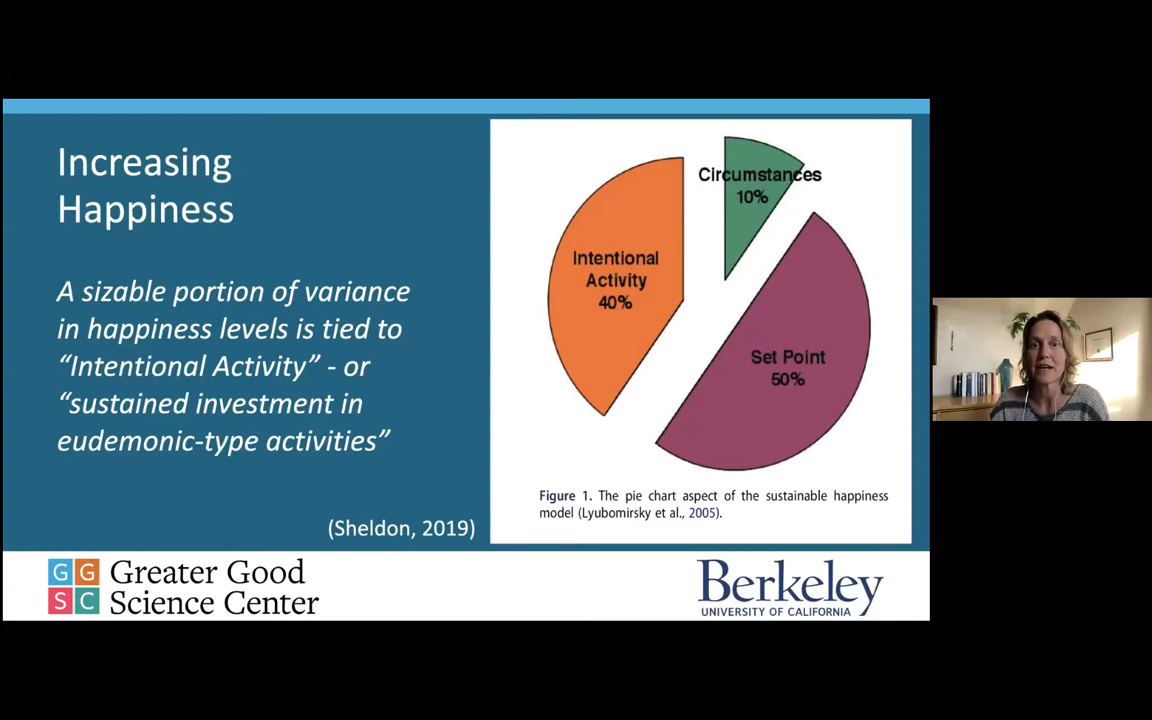 Increasing
Happiness
A sizable portion of variance
in happiness levels is tied to
“Intentional Activity” - or
“sustained investment in
eudemonic-type activities”
(Sheldon, 2019)
Circumstances
10%
Intentional
Activity
40%
Set Point
50%
Figure 1. The pie chart aspect of the sustainable happiness
model (Lyubomirsky et al., 2005).
G G
S C
Greater Good
Science Center
Berkeley
UNIVERSITY OF CALIFORNIA